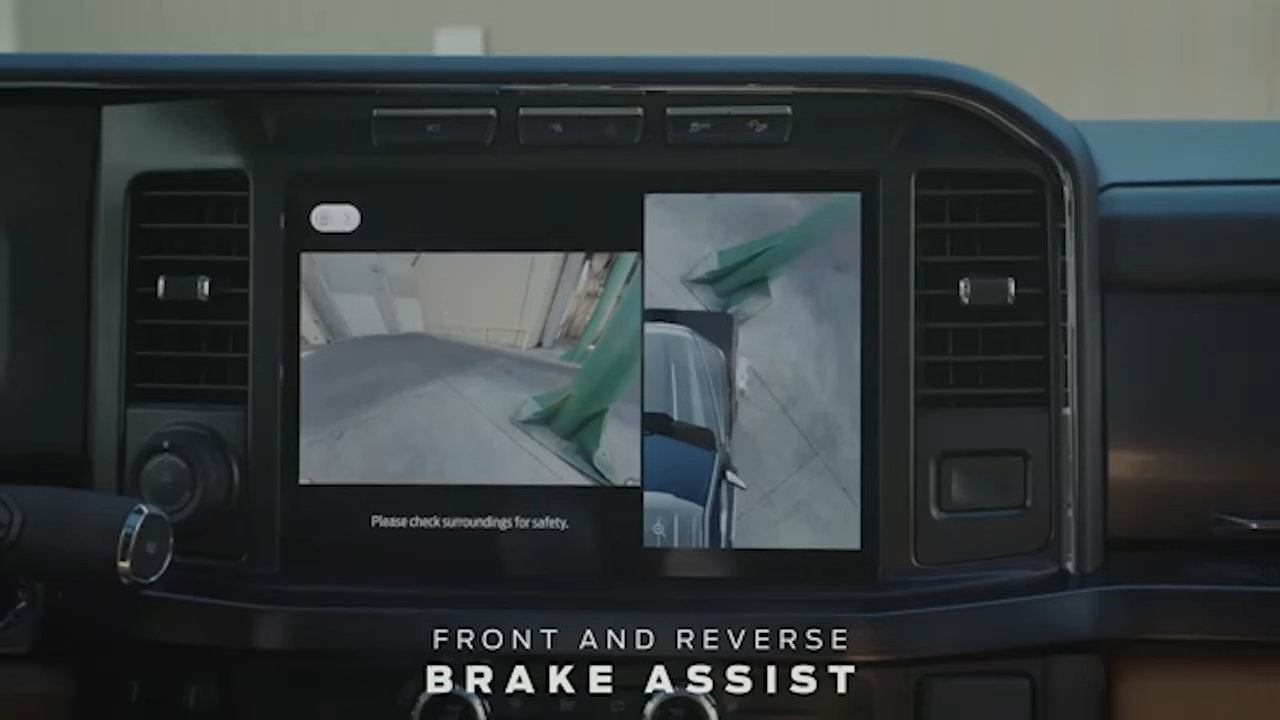 Please check surroundings for safety.
FRONT AND REVERSE
BRAKE ASSIST